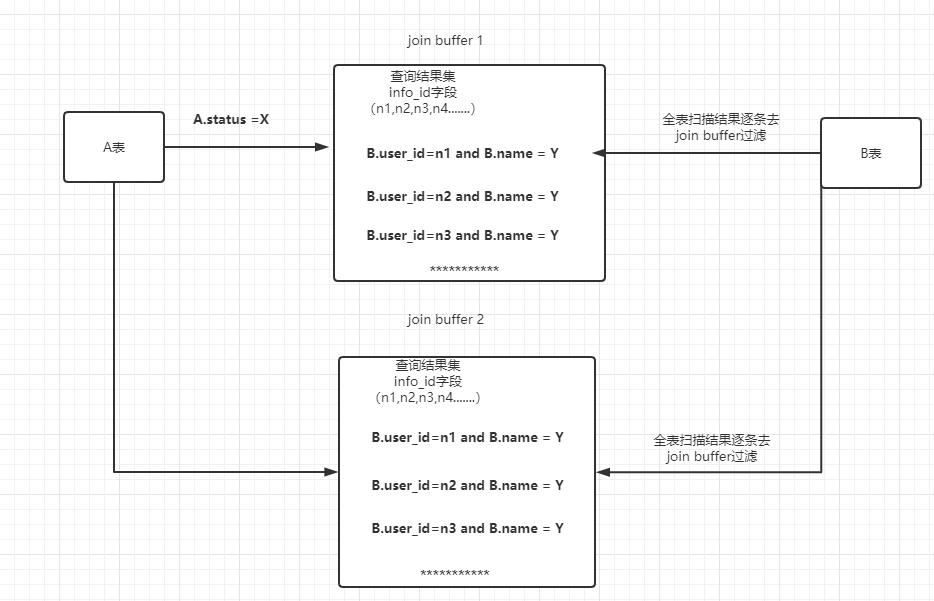 join buffer 1
查询结果集
info_id字段
（n1,n2,n3,n4.......）
A.status =X
全表扫描结果逐条去
join buffer过滤
A表
B表
B.user_id=n1 and B.name = Y
B.user_id=n2 and B.name = Y
B.user_id=n3 and B.name = Y
***********
join buffer 2
查询结果集
info_id字段
（n1,n2,n3,n4.......）
B.user_id=n1 and B.name = Y
全表扫描结果逐条去
join buffer过滤
B.user_id=n2 and B.name = Y
B.user_id=n3 and B.name = Y
***********